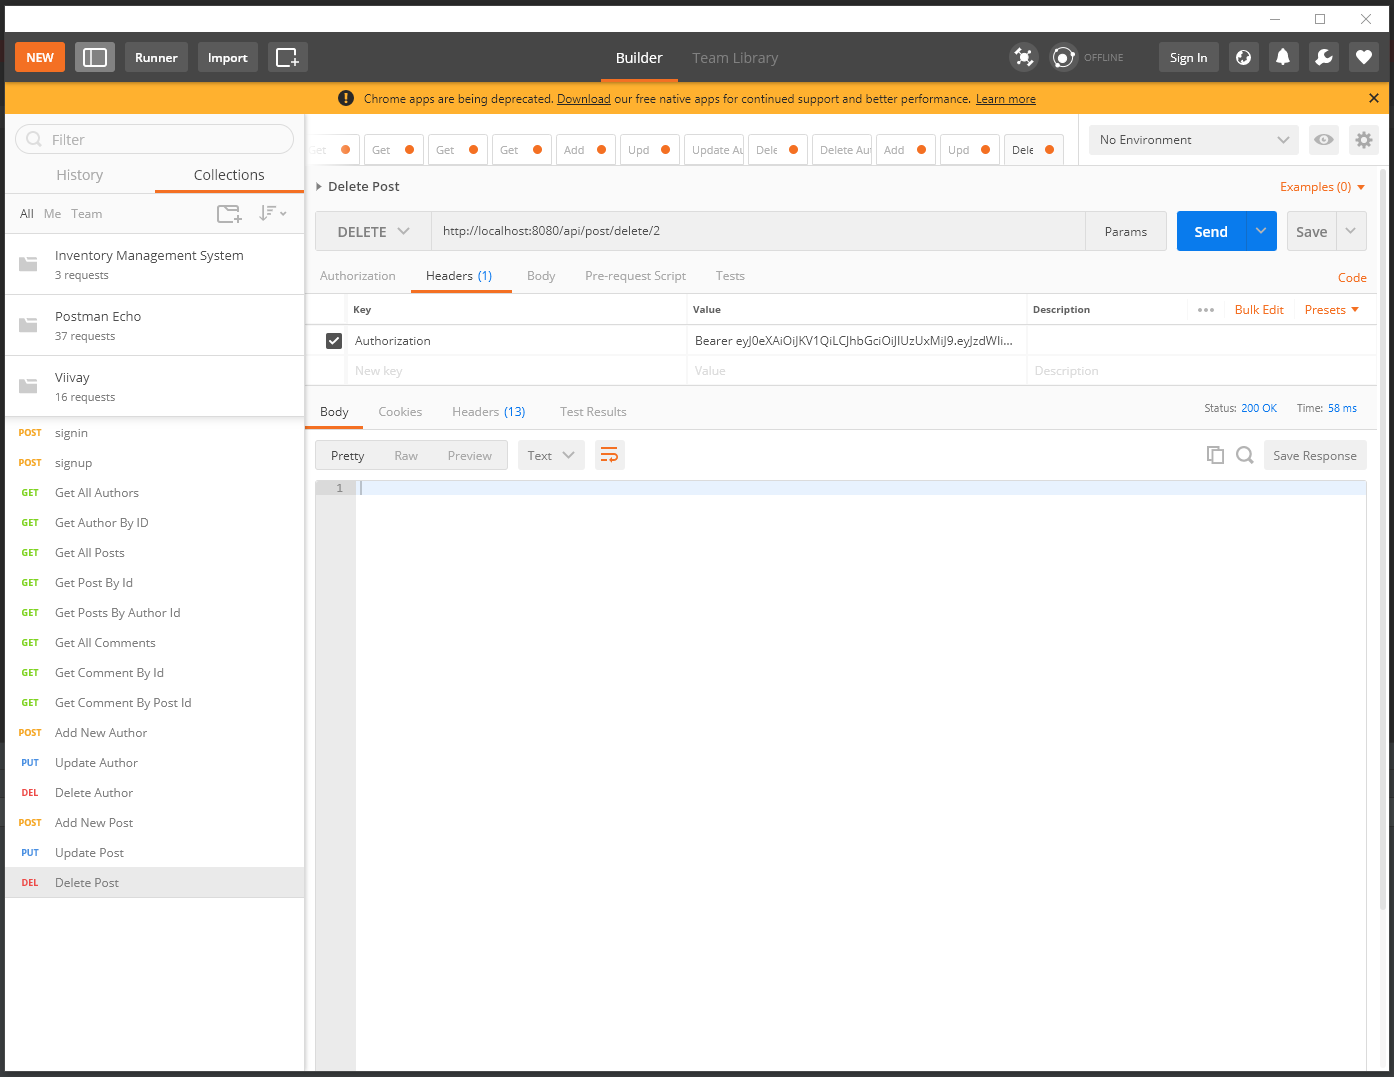 NEW Runner Import Builder Team Library OFFLINE Sign In
Chrome apps are being deprecated. Download our free native apps for continued support and better performance. Learn more
Filter
History Collections
All Me Team
Inventory Management System
3 requests
Postman Echo
37 requests
Viivay
16 requests
POST signin
POST signup
GET Get All Authors
GET Get Author By ID
GET Get All Posts
GET Get Post By Id
GET Get Posts By Author Id
GET Get All Comments
GET Get Comment By Id
GET Get Comment By Post Id
POST Add New Author
PUT Update Author
DEL Delete Author
POST Add New Post
PUT Update Post
DEL Delete Post
Get Get Get Get Add Upd Update Au Dele Delete Aut Add Upd Dele
No Environment
Delete Post
Examples (0)
DELETE http://localhost:8080/api/post/delete/2 Params Send Save
Authorization Headers (1) Body Pre-request Script Tests Code
Key Value Description Bulk Edit Presets
Authorization Bearer
New key Value Description
Body Cookies Headers (13) Test Results Status: 200 OK Time: 58 ms
Pretty Raw Preview Text Save Response
1